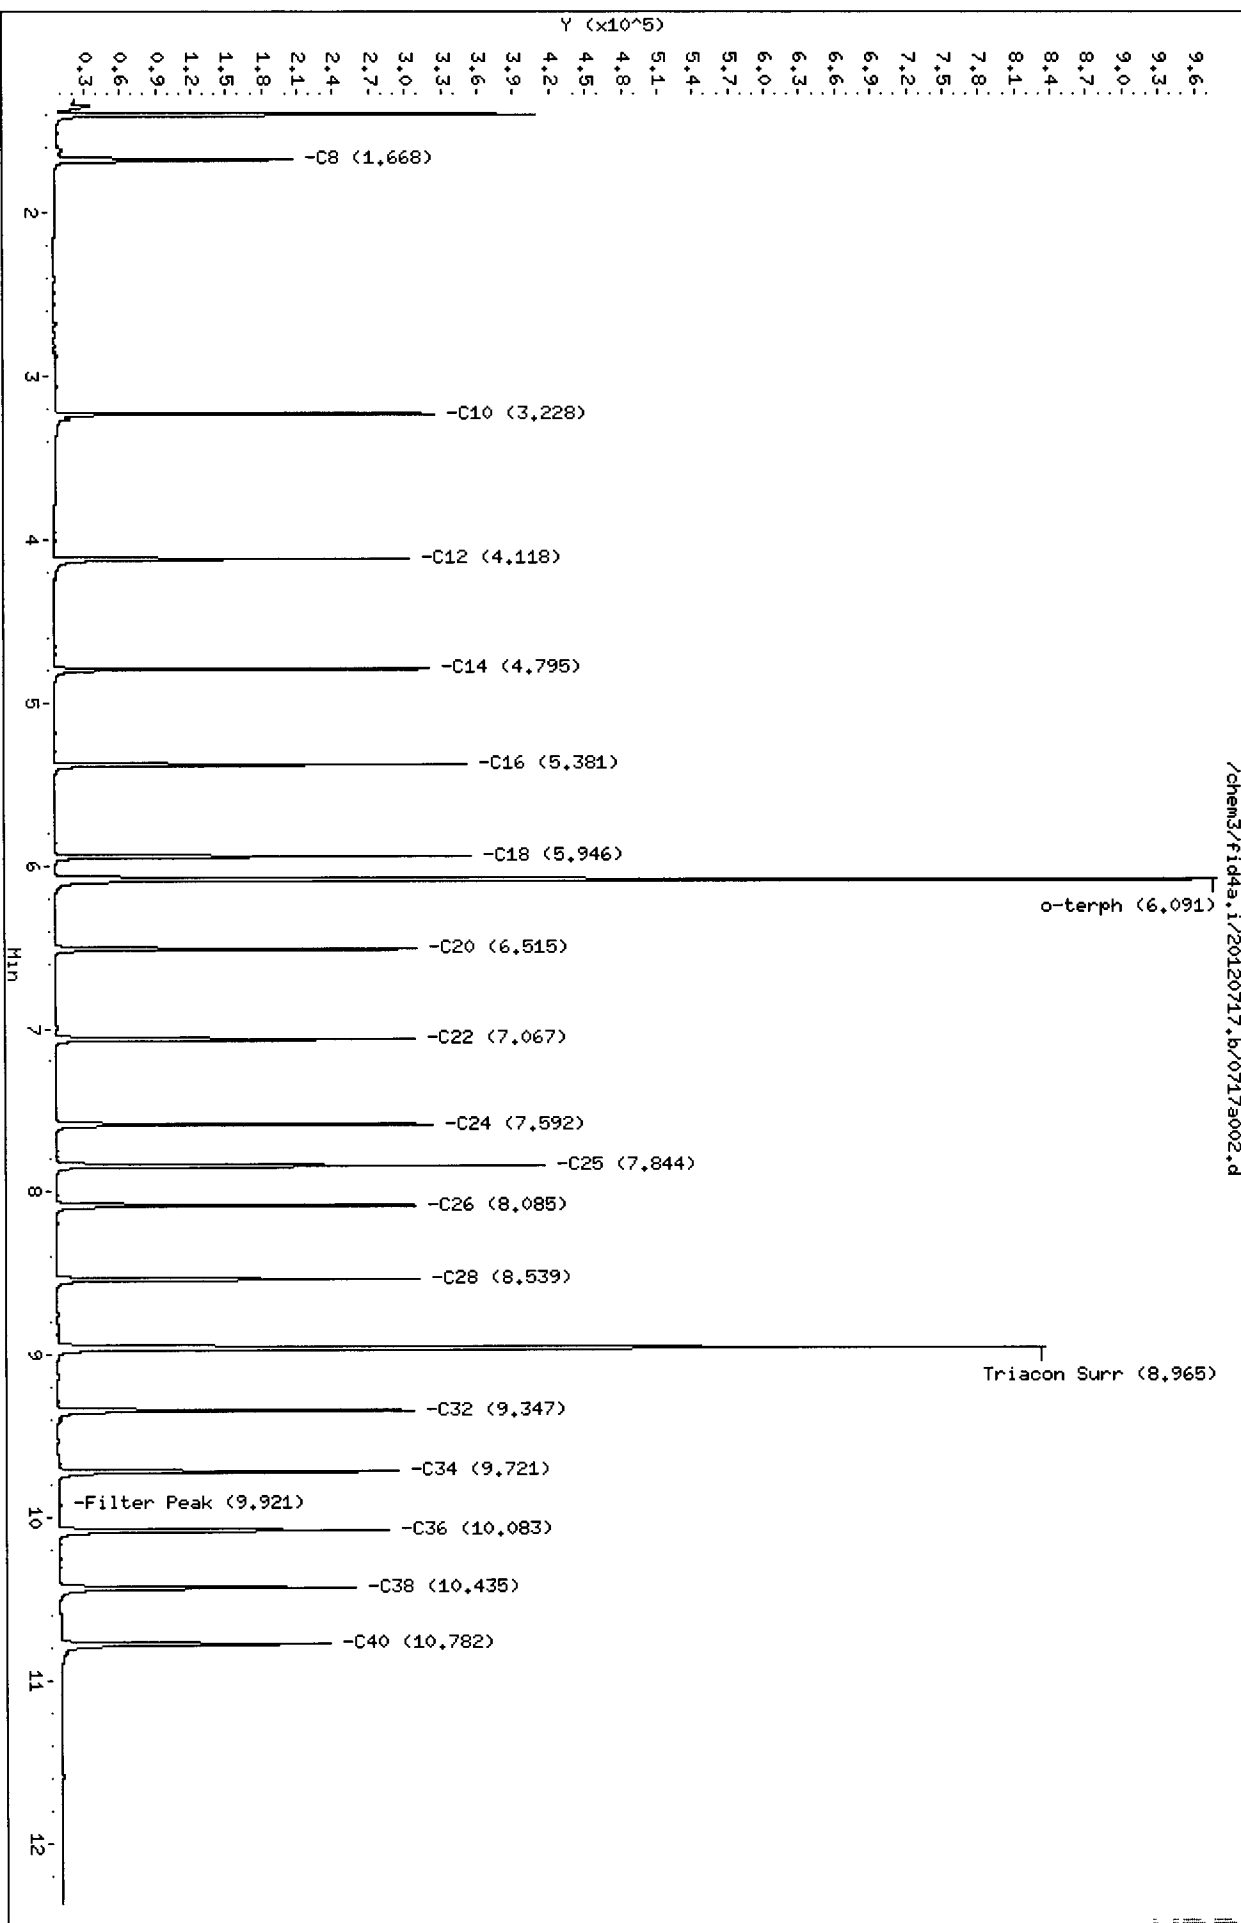 /chem3/fid4a.i/20120717.b/0717a002.d
Y (x10^5)
0.3
0.6
0.9
1.2
1.5
1.8
2.1
2.4
2.7
3.0
3.3
3.6
3.9
4.2
4.5
4.8
5.1
5.4
5.7
6.0
6.3
6.6
6.9
7.2
7.5
7.8
8.1
8.4
8.7
9.0
9.3
9.6
-C8 (1.668)
-C10 (3.228)
-C12 (4.118)
-C14 (4.795)
-C16 (5.381)
-C18 (5.946)
o-terph (6.091)
-C20 (6.515)
-C22 (7.067)
-C24 (7.592)
-C25 (7.844)
-C26 (8.085)
-C28 (8.539)
Triacon Surr (8.965)
-C32 (9.347)
-C34 (9.721)
-Filter Peak (9.921)
-C36 (10.083)
-C38 (10.435)
-C40 (10.782)
2
3
4
5
6
7
8
9
10
11
12
Min